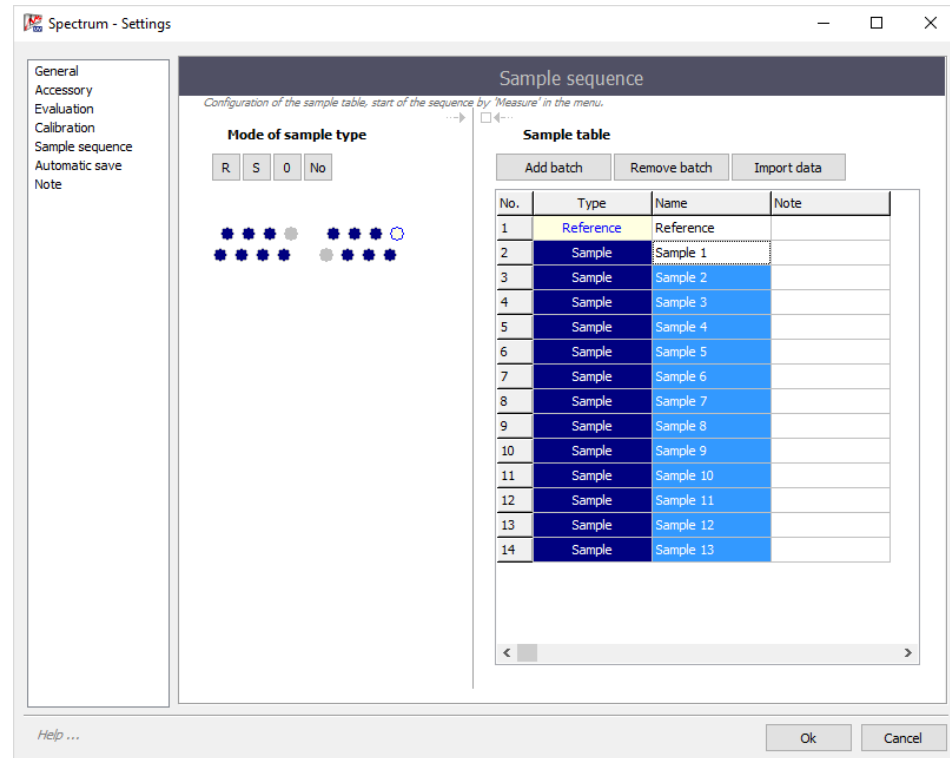 Spectrum - Settings
General
Accessory
Evaluation
Calibration
Sample sequence
Automatic save
Note
Sample sequence
Configuration of the sample table, start of the sequence by 'Measure' in the menu.
Mode of sample type
R S 0 No
Sample table
Add batch Remove batch Import data
No. Type Name Note
1 Reference Reference
2 Sample Sample 1
3 Sample Sample 2
4 Sample Sample 3
5 Sample Sample 4
6 Sample Sample 5
7 Sample Sample 6
8 Sample Sample 7
9 Sample Sample 8
10 Sample Sample 9
11 Sample Sample 10
12 Sample Sample 11
13 Sample Sample 12
14 Sample Sample 13
Help ...
Ok Cancel